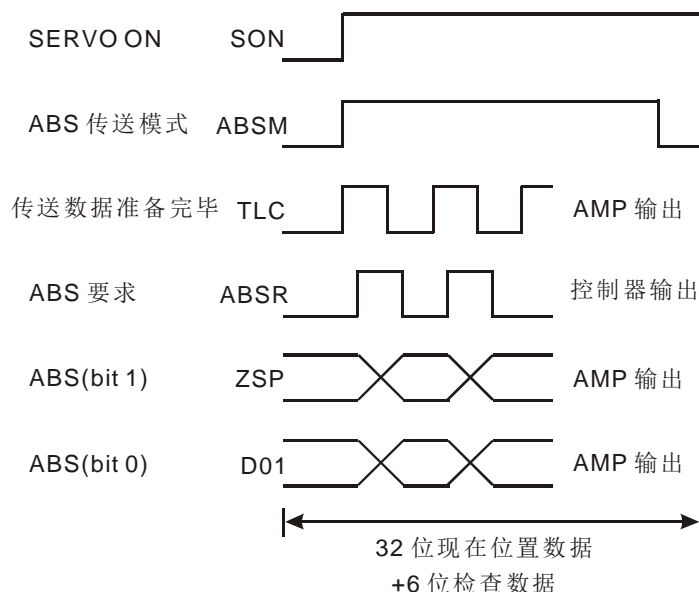 SERVO ON SON
ABS 传送模式 ABSM
传送数据准备完毕 TLC AMP 输出
ABS 要求 ABSR 控制器输出
ABS(bit 1) ZSP AMP 输出
ABS(bit 0) D01 AMP 输出
32 位现在位置数据
+6 位检查数据